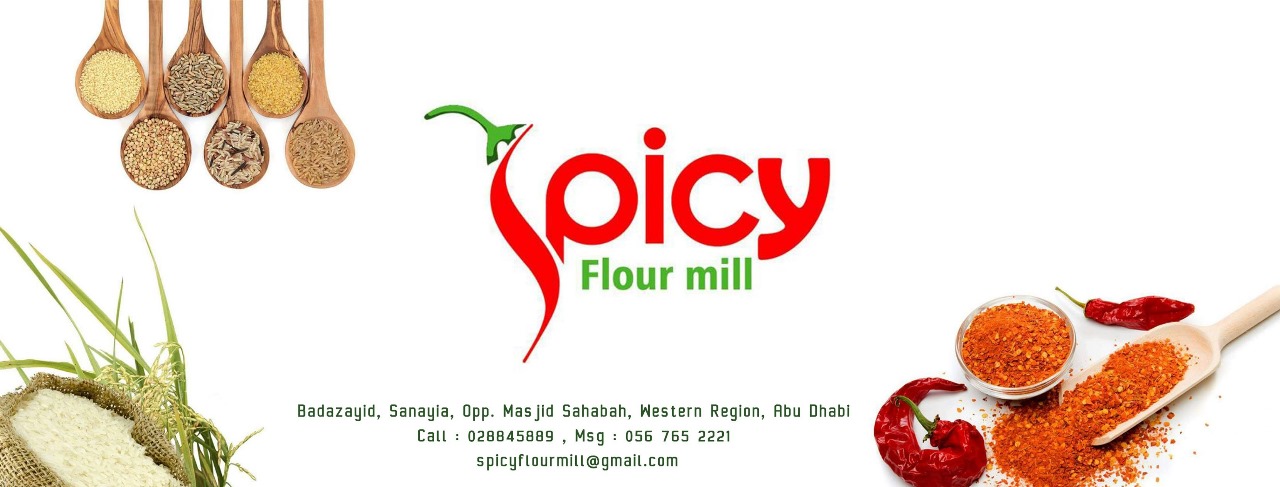 Spicy
Flour mill
Badazayid, Sanayia, Opp. Masjid Sahabah, Western Region, Abu Dhabi
Call : 028845889 , Msg : 056 765 2221
spicyflourmill@gmail.com